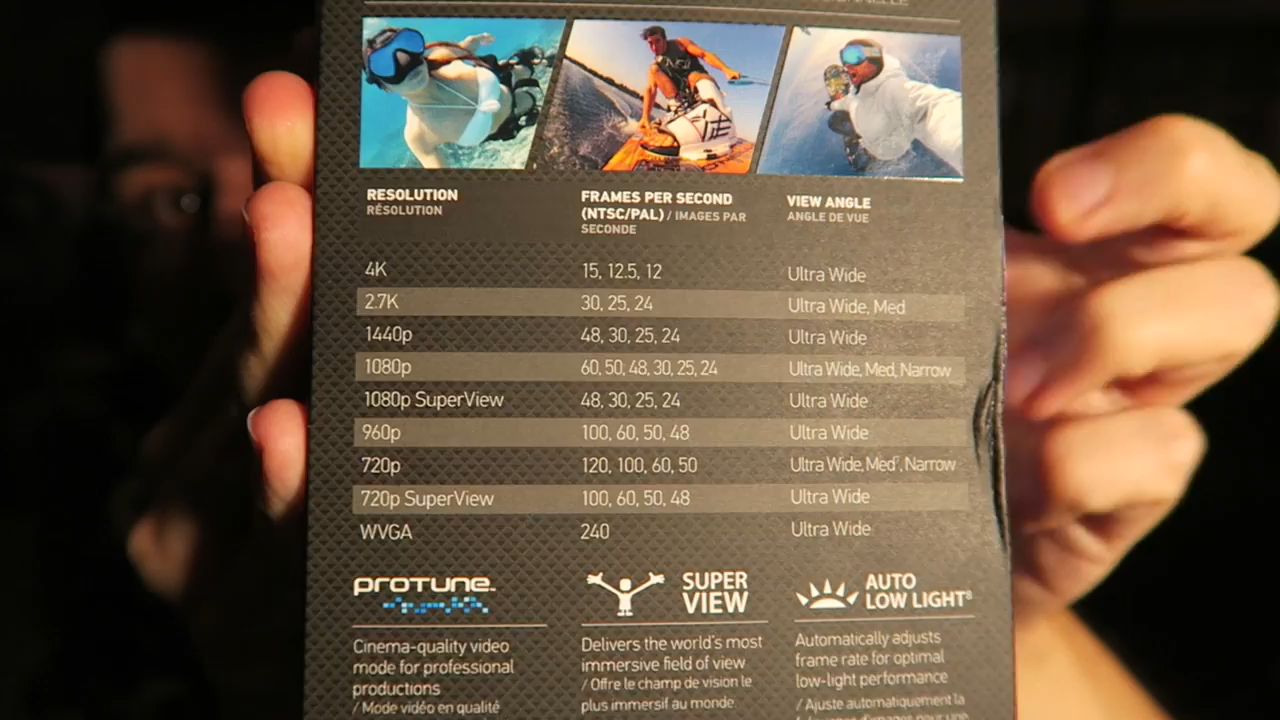 RESOLUTION
RÉSOLUTION
FRAMES PER SECOND
(NTSC/PAL) / IMAGES PAR
SECONDE
VIEW ANGLE
ANGLE DE VUE
4K 15, 12.5, 12 Ultra Wide
2.7K 30, 25, 24 Ultra Wide, Med
1440p 48, 30, 25, 24 Ultra Wide
1080p 60, 50, 48, 30, 25, 24 Ultra Wide, Med, Narrow
1080p SuperView 48, 30, 25, 24 Ultra Wide
960p 100, 60, 50, 48 Ultra Wide
720p 120, 100, 60, 50 Ultra Wide, Med⁷, Narrow
720p SuperView 100, 60, 50, 48 Ultra Wide
WVGA 240 Ultra Wide
PROTUNE™
Cinema-quality video
mode for professional
productions
/ Mode vidéo en qualité
SUPER
VIEW
Delivers the world's most
immersive field of view
/ Offre le champ de vision le
plus immersif au monde.
AUTO
LOW LIGHT⁸
Automatically adjusts
frame rate for optimal
low-light performance
/ Ajuste automatiquement la